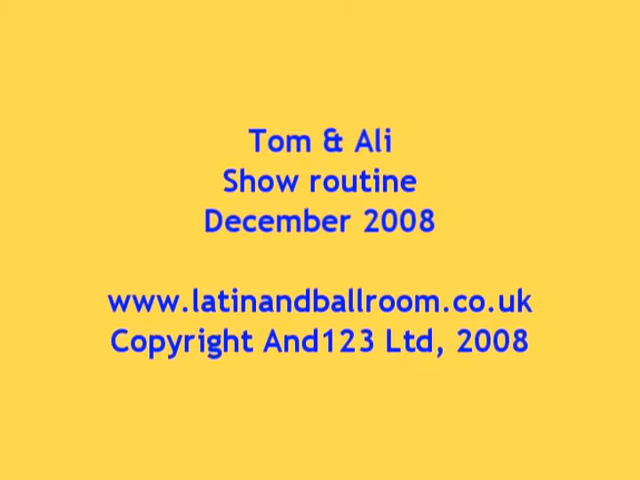 Tom & Ali
Show routine
December 2008
www.latinandballroom.co.uk
Copyright And123 Ltd, 2008